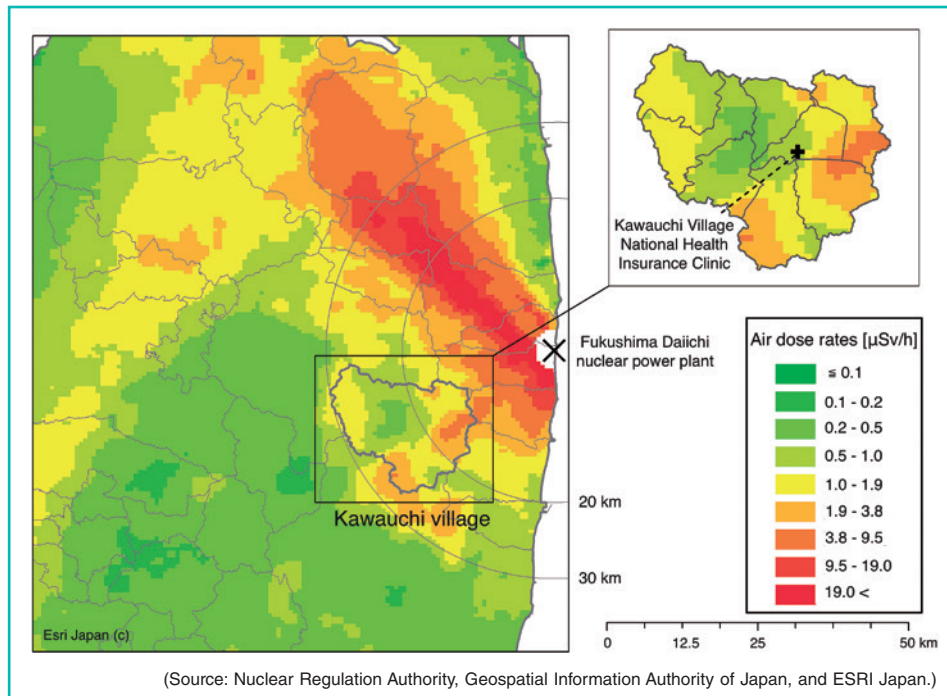 Kawauchi Village
National Health
Insurance Clinic
Fukushima Daiichi
nuclear power plant
Air dose rates [μSv/h]
≦ 0.1
0.1 - 0.2
0.2 - 0.5
0.5 - 1.0
1.0 - 1.9
1.9 - 3.8
3.8 - 9.5
9.5 - 19.0
19.0 <
20 km
Kawauchi village
30 km
Esri Japan (c)
0 12.5 25 50 km
(Source: Nuclear Regulation Authority, Geospatial Information Authority of Japan, and ESRI Japan.)